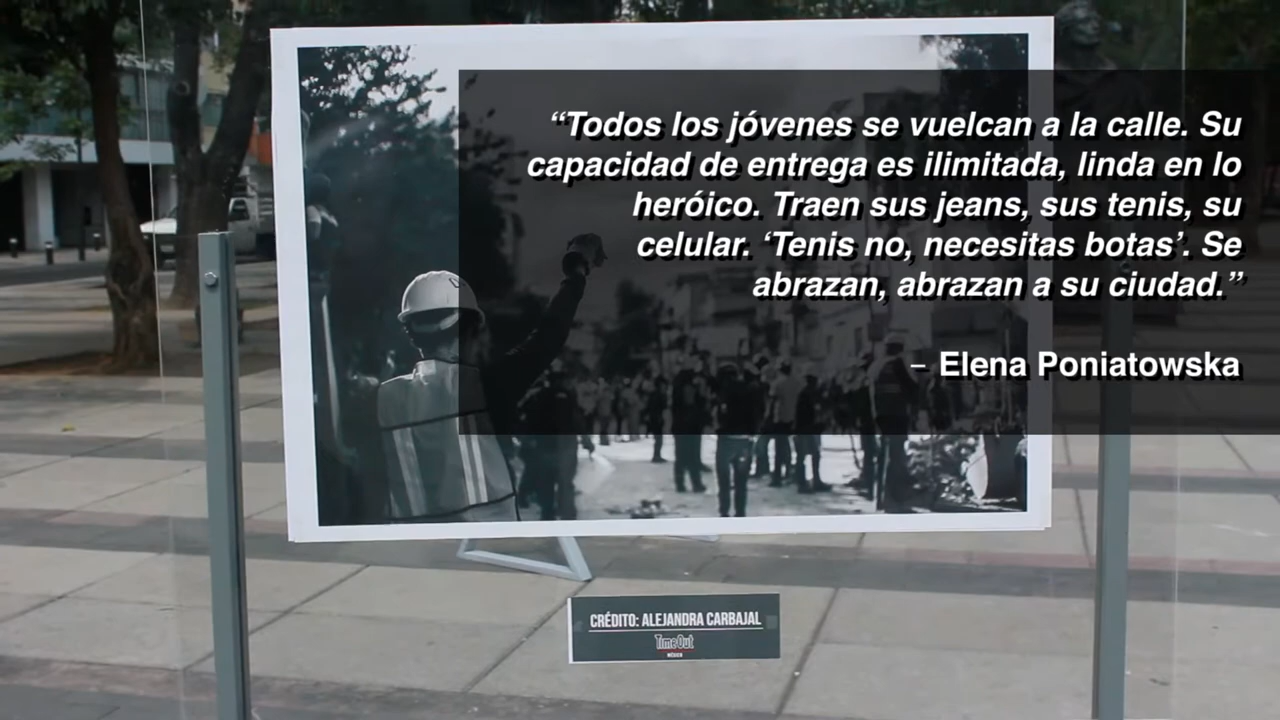 “Todos los jóvenes se vuelcan a la calle. Su
capacidad de entrega es ilimitada, linda en lo
heróico. Traen sus jeans, sus tenis, su
celular. ‘Tenis no, necesitas botas’. Se
abrazan, abrazan a su ciudad.”
– Elena Poniatowska
CRÉDITO: ALEJANDRA CARBAJAL
TimeOut
MÉXICO